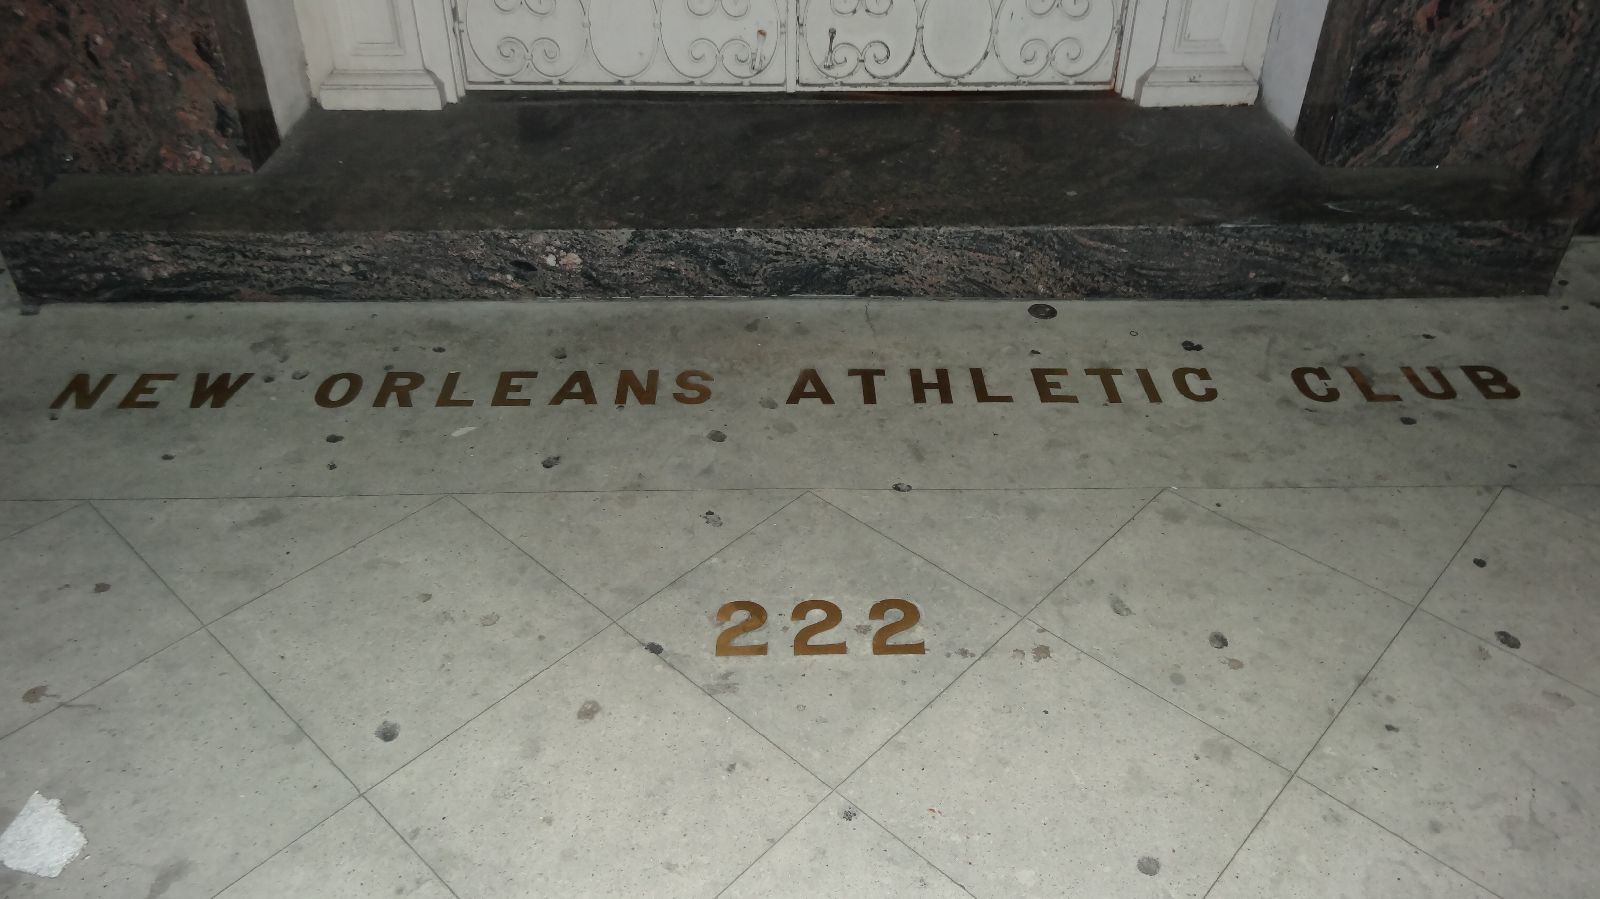 NEW ORLEANS ATHLETIC CLUB
222